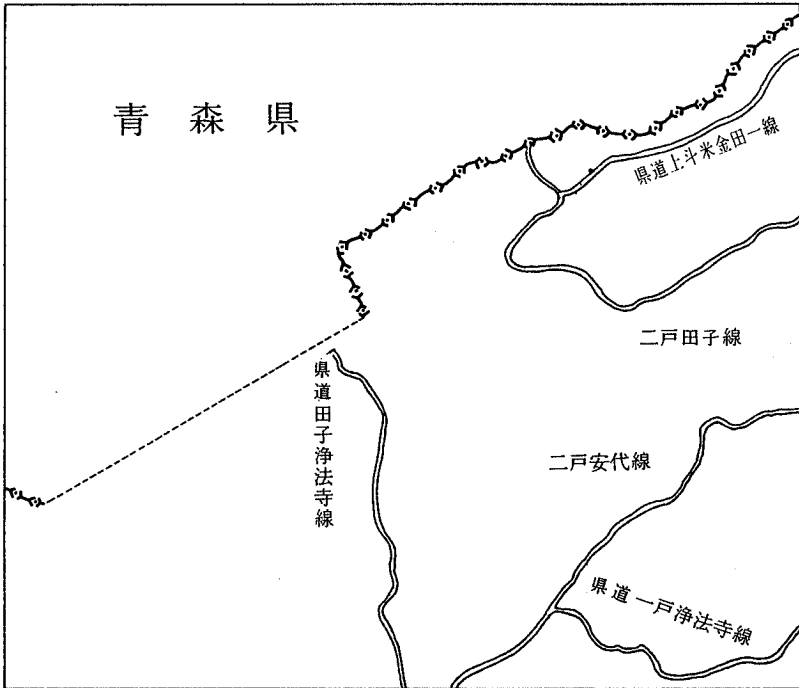 青森県
県道上斗米金田一線
二戸田子線
県道田子浄法寺線
二戸安代線
県道一戸浄法寺線